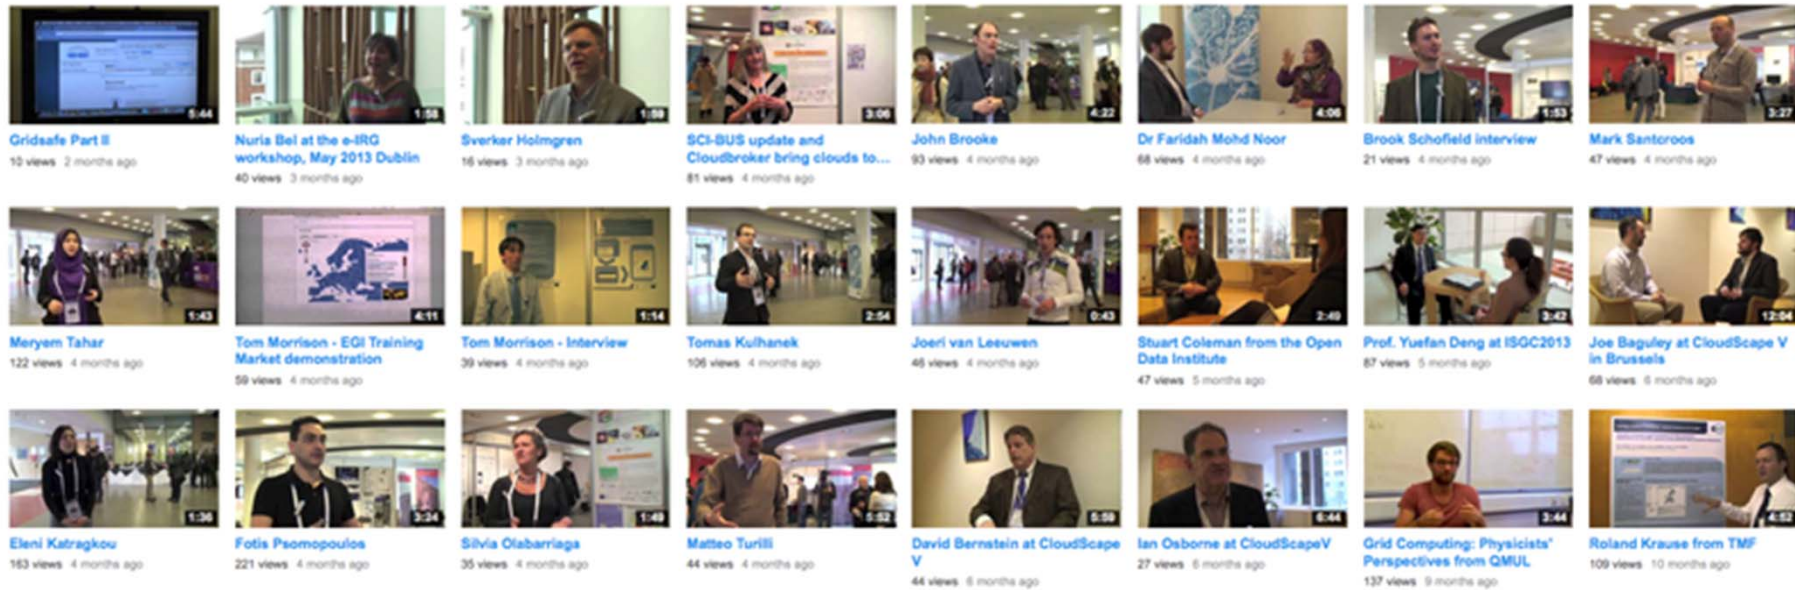 5:44
1:58
1:59
3:06
4:22
4:06
1:53
3:27
Gridsafe Part II
10 views 2 months ago
Nuria Bel at the e-IRG
workshop, May 2013 Dublin
40 views 3 months ago
Sverker Holmgren
16 views 3 months ago
SCI-BUS update and
Cloudbroker bring clouds to...
81 views 4 months ago
John Brooke
93 views 4 months ago
Dr Faridah Mohd Noor
68 views 4 months ago
Brook Schofield interview
21 views 4 months ago
Mark Santcroos
47 views 4 months ago
1:43
4:11
1:14
2:54
0:43
2:49
3:42
12:04
Meryem Tahar
122 views 4 months ago
Tom Morrison - EGI Training
Market demonstration
59 views 4 months ago
Tom Morrison - Interview
39 views 4 months ago
Tomas Kulhanek
106 views 4 months ago
Joeri van Leeuwen
46 views 4 months ago
Stuart Coleman from the Open
Data Institute
47 views 5 months ago
Prof. Yuefan Deng at ISGC2013
87 views 5 months ago
Joe Baguley at CloudScape V
in Brussels
68 views 6 months ago
1:36
3:24
1:49
5:52
5:59
6:44
3:44
4:52
Eleni Katragkou
163 views 4 months ago
Fotis Psomopoulos
221 views 4 months ago
Silvia Olabarriaga
35 views 4 months ago
Matteo Turilli
44 views 4 months ago
David Bernstein at CloudScape
V
44 views 6 months ago
Ian Osborne at CloudScapeV
27 views 6 months ago
Grid Computing: Physicists'
Perspectives from QMUL
137 views 9 months ago
Roland Krause from TMF
109 views 10 months ago